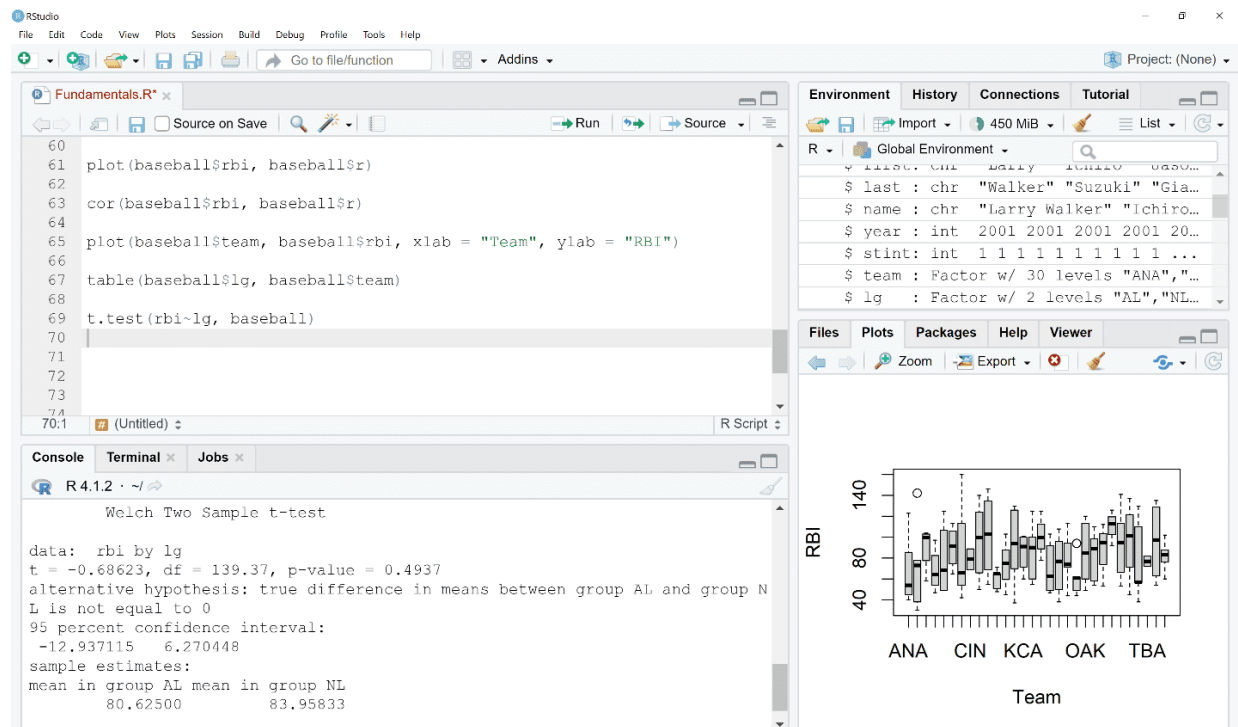 RStudio
File Edit Code View Plots Session Build Debug Profile Tools Help
Go to file/function Addins Project: (None)
Fundamentals.R*
Source on Save Run Source
60
61 plot(baseball$rbi, baseball$r)
62
63 cor(baseball$rbi, baseball$r)
64
65 plot(baseball$team, baseball$rbi, xlab = "Team", ylab = "RBI")
66
67 table(baseball$lg, baseball$team)
68
69 t.test(rbi~lg, baseball)
70
71
72
73
74
70:1 # (Untitled) R Script
Console Terminal Jobs
R 4.1.2 · ~/
Welch Two Sample t-test
data:  rbi by lg
t = -0.68623, df = 139.37, p-value = 0.4937
alternative hypothesis: true difference in means between group AL and group N
L is not equal to 0
95 percent confidence interval:
-12.937115   6.270448
sample estimates:
mean in group AL mean in group NL
80.62500         83.95833
Environment History Connections Tutorial
Import 450 MiB List
R Global Environment
$ last : chr "Walker" "Suzuki" "Gia...
$ name : chr "Larry Walker" "Ichiro...
$ year : int 2001 2001 2001 2001 20...
$ stint: int 1 1 1 1 1 1 1 1 1 1 ...
$ team : Factor w/ 30 levels "ANA","...
$ lg : Factor w/ 2 levels "AL","NL...
Files Plots Packages Help Viewer
Zoom Export
RBI
140
80
40
ANA CIN KCA OAK TBA
Team